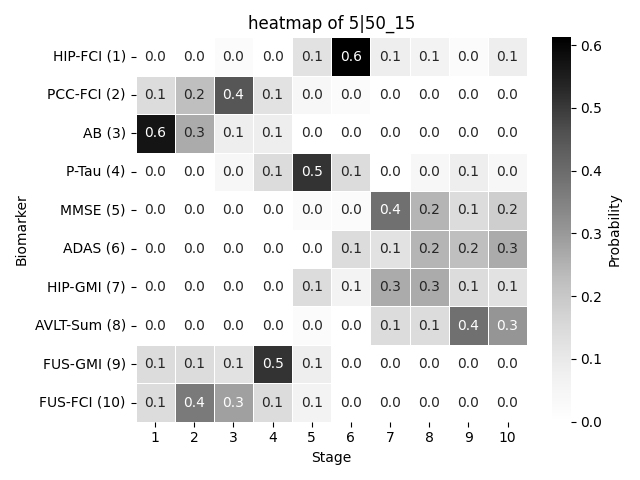 heatmap of 5|50_15
HIP-FCI (1) 0.0 0.0 0.0 0.0 0.1 0.6 0.1 0.1 0.0 0.1
PCC-FCI (2) 0.1 0.2 0.4 0.1 0.0 0.0 0.0 0.0 0.0 0.0
AB (3) 0.6 0.3 0.1 0.1 0.0 0.0 0.0 0.0 0.0 0.0
P-Tau (4) 0.0 0.0 0.0 0.1 0.5 0.1 0.0 0.0 0.1 0.0
MMSE (5) 0.0 0.0 0.0 0.0 0.0 0.0 0.4 0.2 0.1 0.2
ADAS (6) 0.0 0.0 0.0 0.0 0.0 0.1 0.1 0.2 0.2 0.3
HIP-GMI (7) 0.0 0.0 0.0 0.0 0.1 0.1 0.3 0.3 0.1 0.1
AVLT-Sum (8) 0.0 0.0 0.0 0.0 0.0 0.0 0.1 0.1 0.4 0.3
FUS-GMI (9) 0.1 0.1 0.1 0.5 0.1 0.0 0.0 0.0 0.0 0.0
FUS-FCI (10) 0.1 0.4 0.3 0.1 0.1 0.0 0.0 0.0 0.0 0.0
1 2 3 4 5 6 7 8 9 10
Stage
Biomarker
0.6
0.5
0.4
0.3
0.2
0.1
0.0
Probability